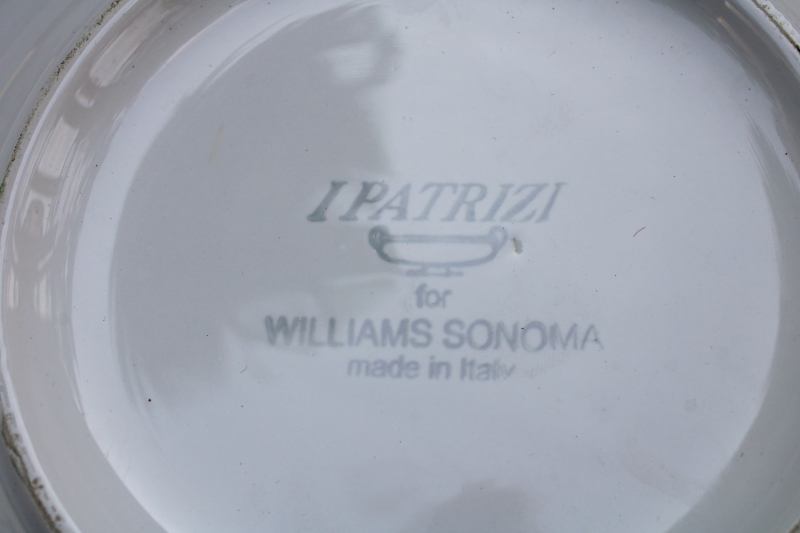 I PATRIZI
for
WILLIAMS SONOMA
made in Italy